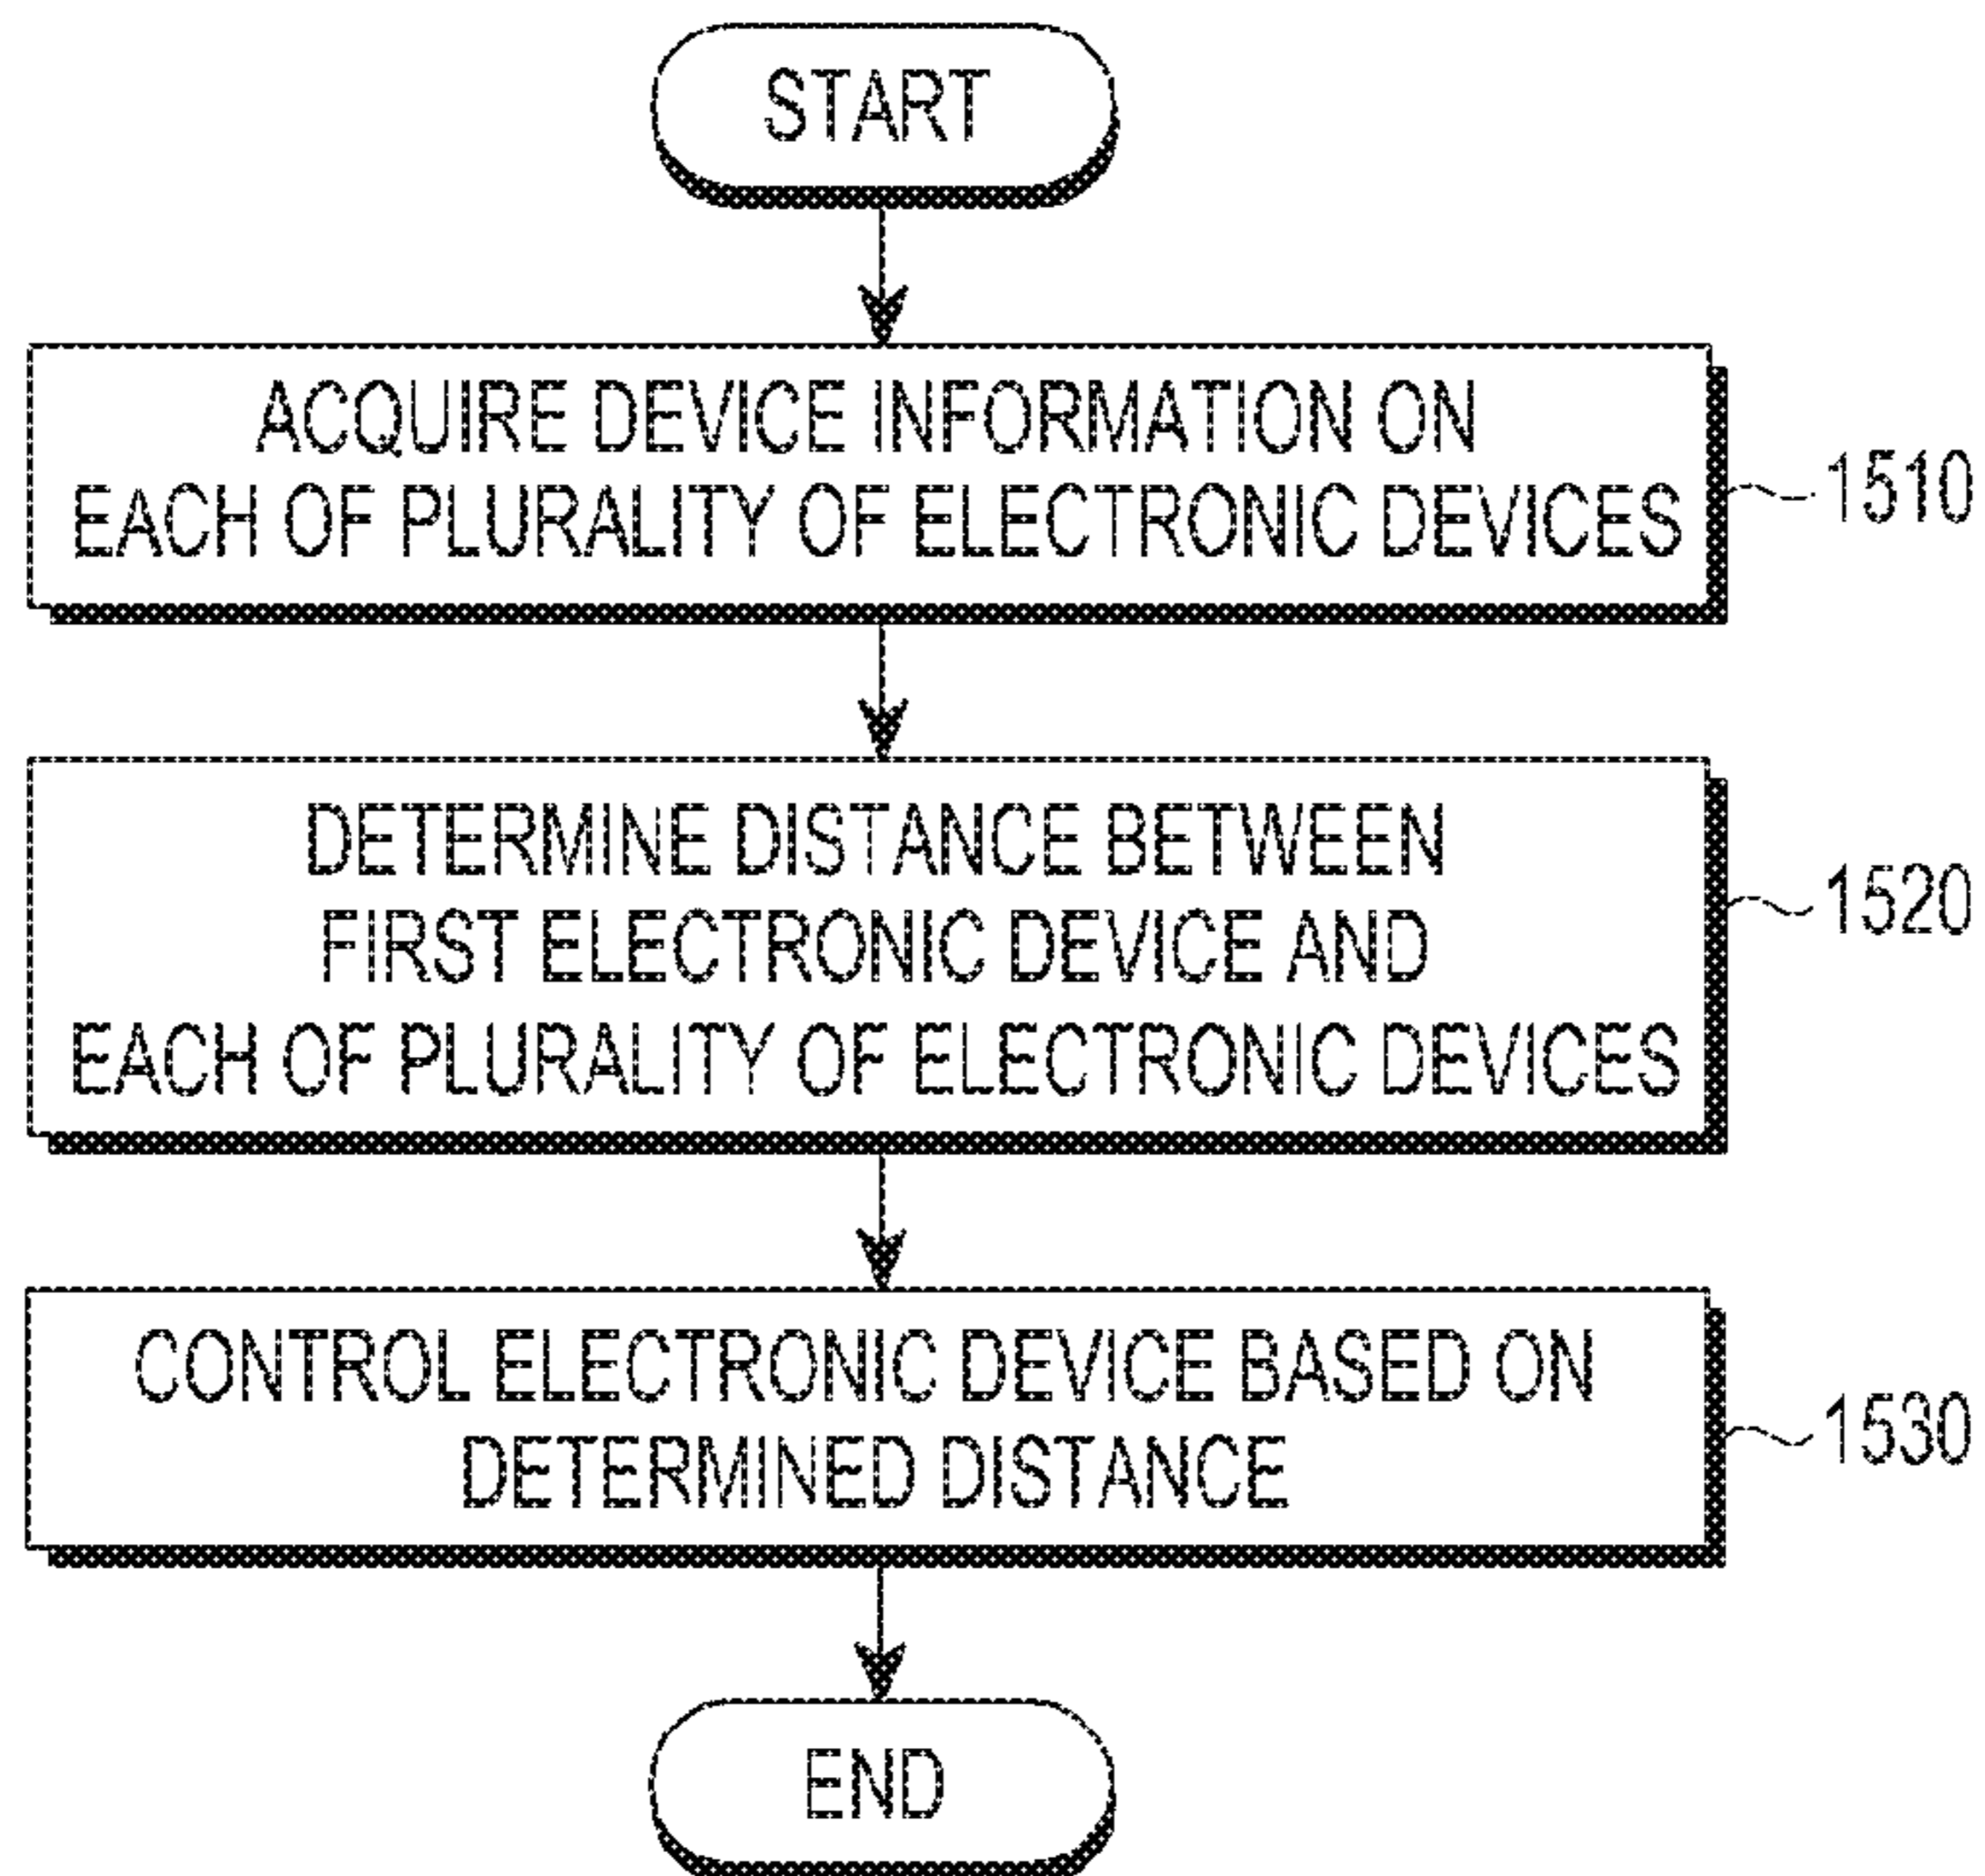 START
ACQUIRE DEVICE INFORMATION ON
EACH OF PLURALITY OF ELECTRONIC DEVICES
1510
DETERMINE DISTANCE BETWEEN
FIRST ELECTRONIC DEVICE AND
EACH OF PLURALITY OF ELECTRONIC DEVICES
1520
CONTROL ELECTRONIC DEVICE BASED ON
DETERMINED DISTANCE
1530
END